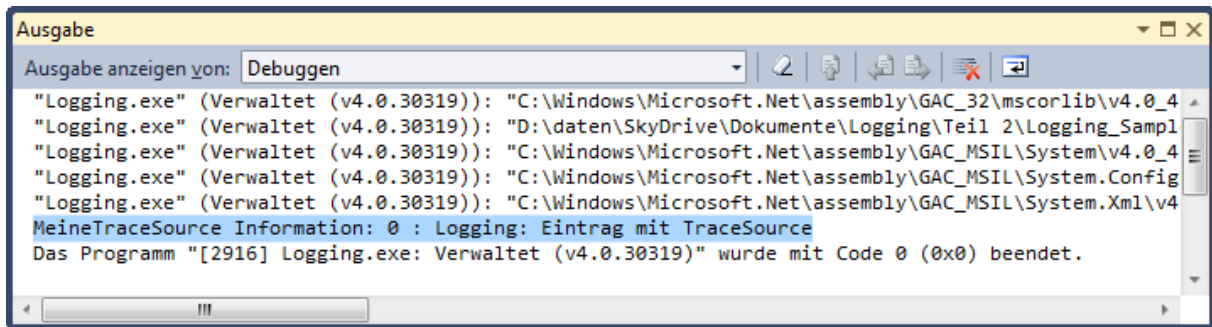 Ausgabe
Ausgabe anzeigen von: Debuggen
"Logging.exe" (Verwaltet (v4.0.30319)): "C:\Windows\Microsoft.Net\assembly\GAC_32\mscorlib\v4.0_4
"Logging.exe" (Verwaltet (v4.0.30319)): "D:\daten\SkyDrive\Dokumente\Logging\Teil 2\Logging_Sampl
"Logging.exe" (Verwaltet (v4.0.30319)): "C:\Windows\Microsoft.Net\assembly\GAC_MSIL\System\v4.0_4
"Logging.exe" (Verwaltet (v4.0.30319)): "C:\Windows\Microsoft.Net\assembly\GAC_MSIL\System.Config
"Logging.exe" (Verwaltet (v4.0.30319)): "C:\Windows\Microsoft.Net\assembly\GAC_MSIL\System.Xml\v4
MeineTraceSource Information: 0 : Logging: Eintrag mit TraceSource
Das Programm "[2916] Logging.exe: Verwaltet (v4.0.30319)" wurde mit Code 0 (0x0) beendet.